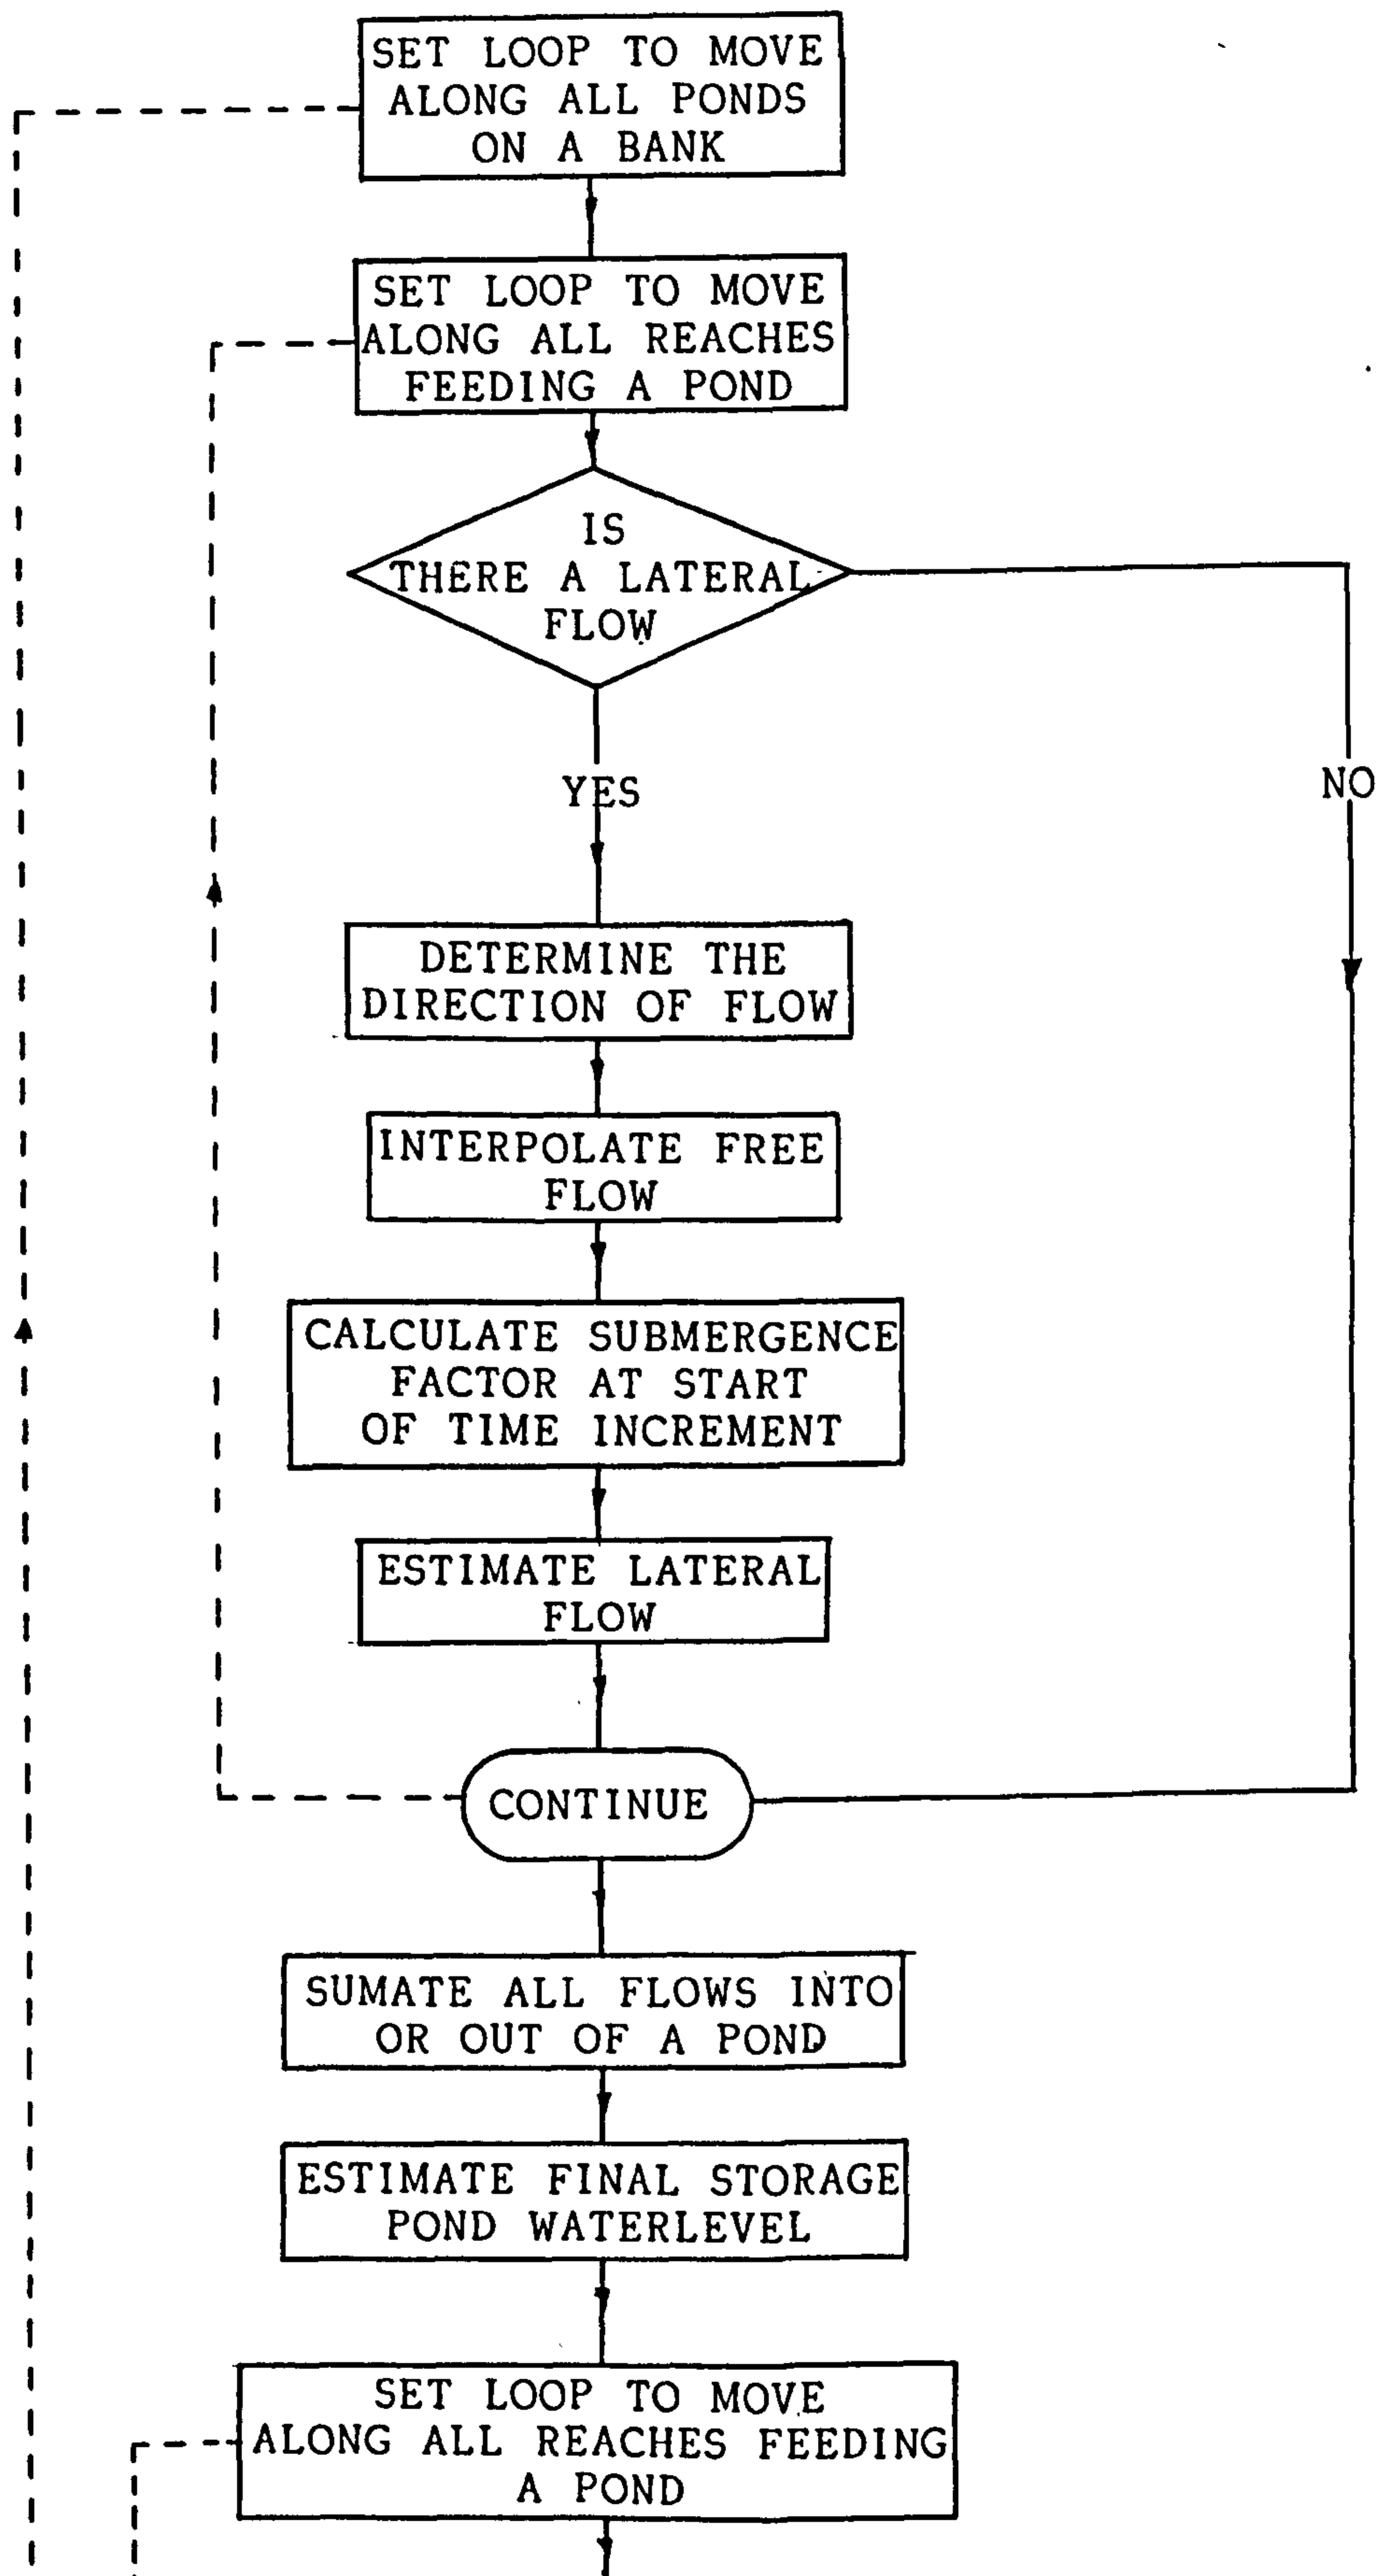 SET LOOP TO MOVE
ALONG ALL PONDS
ON A BANK
SET LOOP TO MOVE
ALONG ALL REACHES
FEEDING A POND
IS
THERE A LATERAL
FLOW
YES
NO
DETERMINE THE
DIRECTION OF FLOW
INTERPOLATE FREE
FLOW
CALCULATE SUBMERGENCE
FACTOR AT START
OF TIME INCREMENT
ESTIMATE LATERAL
FLOW
CONTINUE
SUMATE ALL FLOWS INTO
OR OUT OF A POND
ESTIMATE FINAL STORAGE
POND WATERLEVEL
SET LOOP TO MOVE
ALONG ALL REACHES FEEDING
A POND